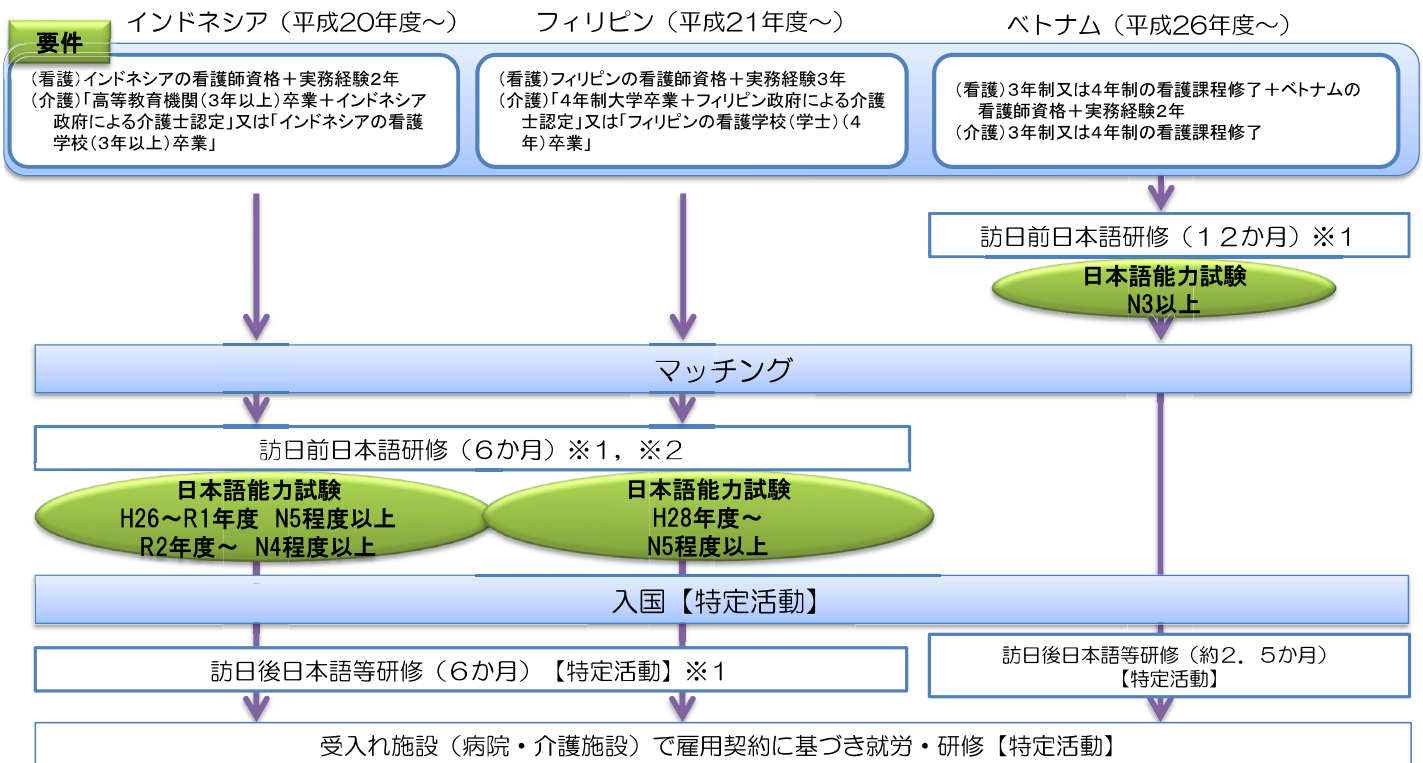 インドネシア（平成20年度～）
フィリピン（平成21年度～）
ベトナム（平成26年度～）
要件
（看護）インドネシアの看護師資格＋実務経験2年
（介護）「高等教育機関（3年以上）卒業＋インドネシア
政府による介護士認定」又は「インドネシアの看護
学校（3年以上）卒業」
（看護）フィリピンの看護師資格＋実務経験3年
（介護）「4年制大学卒業＋フィリピン政府による介護
士認定」又は「フィリピンの看護学校（学士）（4
年）卒業」
（看護）3年制又は4年制の看護課程修了＋ベトナムの
看護師資格＋実務経験2年
（介護）3年制又は4年制の看護課程修了
訪日前日本語研修（１２か月）※１
日本語能力試験
N3以上
マッチング
訪日前日本語研修（６か月）※１，※２
日本語能力試験
H26～R1年度　N5程度以上
R2年度～　N4程度以上
日本語能力試験
H28年度～
N5程度以上
入国【特定活動】
訪日後日本語等研修（６か月）【特定活動】※１
訪日後日本語等研修（約２．５か月）
【特定活動】
受入れ施設（病院・介護施設）で雇用契約に基づき就労・研修【特定活動】